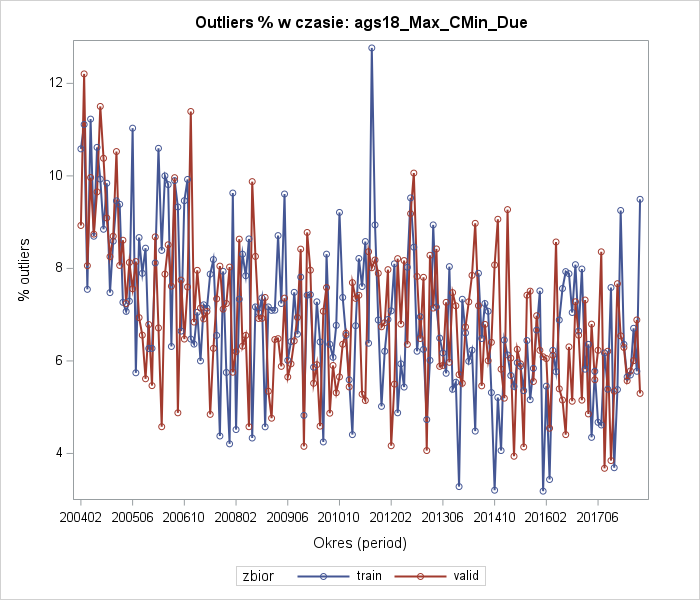 Outliers % w czasie: ags18_Max_CMin_Due
% outliers
12
10
8
6
4
200402 200506 200610 200802 200906 201010 201202 201306 201410 201602 201706
Okres (period)
zbior train valid